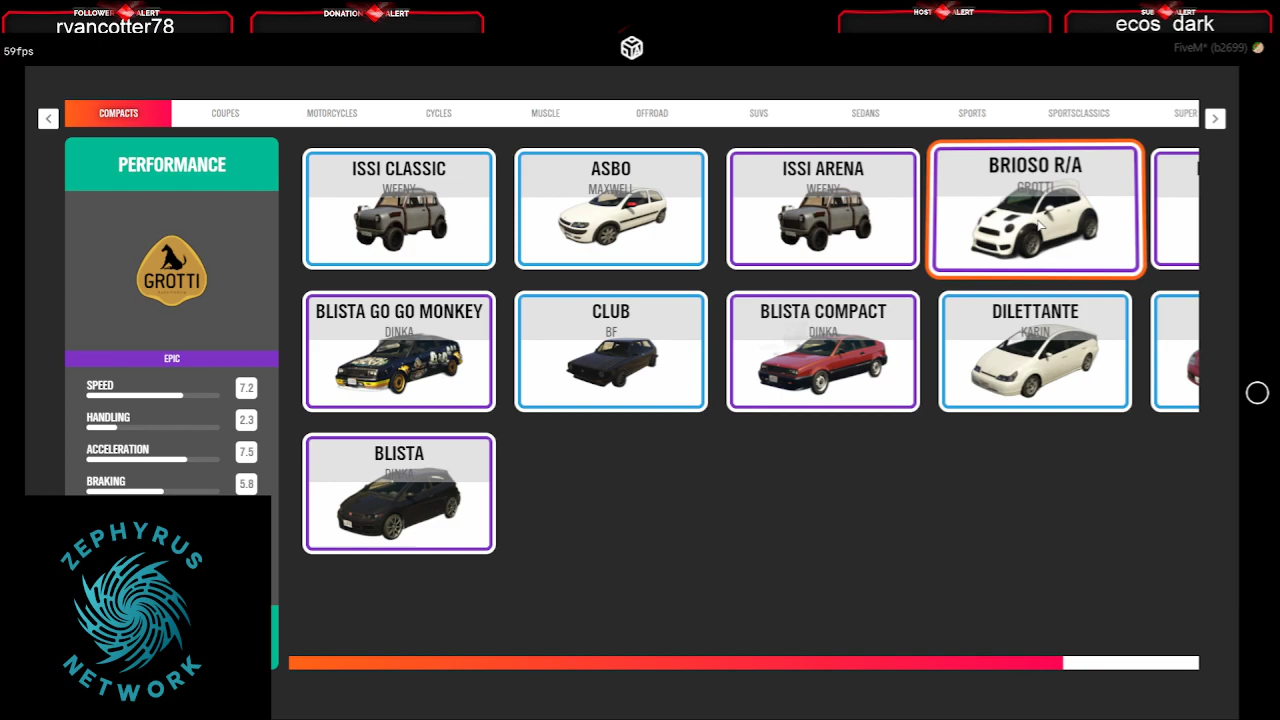 FOLLOWER ALERT
rvancotter78
DONATION ALERT
HOST ALERT
SUB ALERT
ecos_dark
59fps
FiveM* (b2699)
COMPACTS
COUPES
MOTORCYCLES
CYCLES
MUSCLE
OFFROAD
SUVS
SEDANS
SPORTS
SPORTSCLASSICS
SUPER
PERFORMANCE
GROTTI
EPIC
SPEED 7.2
HANDLING 2.3
ACCELERATION 7.5
BRAKING 5.8
ISSI CLASSIC
WEENY
ASBO
MAXWELL
ISSI ARENA
WEENY
BRIOSO R/A
GROTTI
BLISTA GO GO MONKEY
DINKA
CLUB
BF
BLISTA COMPACT
DINKA
DILETTANTE
KARIN
BLISTA
DINKA
ZEPHYRUS
NETWORK